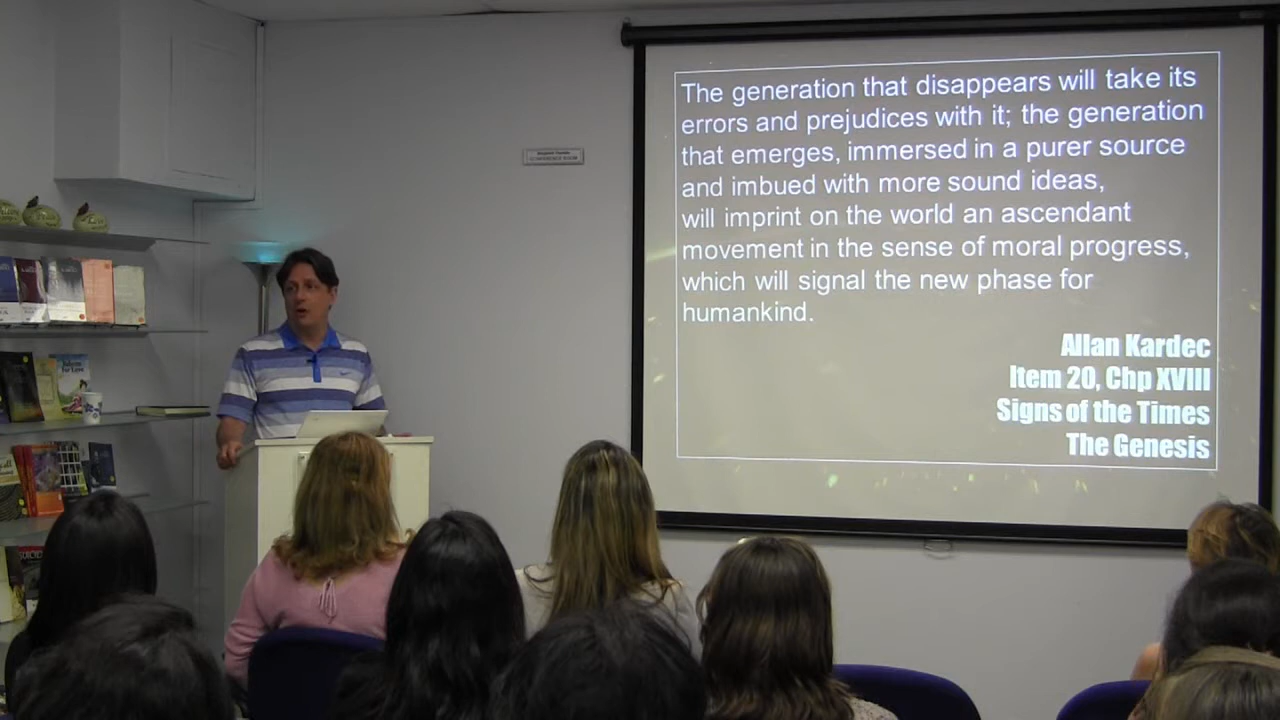 The generation that disappears will take its
errors and prejudices with it; the generation
that emerges, immersed in a purer source
and imbued with more sound ideas,
will imprint on the world an ascendant
movement in the sense of moral progress,
which will signal the new phase for
humankind.
Allan Kardec
Item 20, Chp XVIII
Signs of the Times
The Genesis
CONFERENCE ROOM